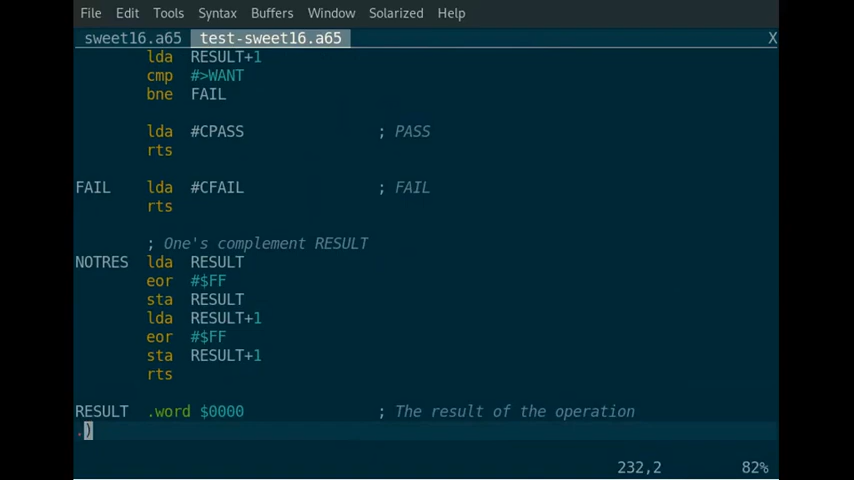 File Edit Tools Syntax Buffers Window Solarized Help
sweet16.a65 test-sweet16.a65 X
lda RESULT+1
cmp #>WANT
bne FAIL
lda #CPASS ; PASS
rts
FAIL lda #CFAIL ; FAIL
rts
; One's complement RESULT
NOTRES lda RESULT
eor #$FF
sta RESULT
lda RESULT+1
eor #$FF
sta RESULT+1
rts
RESULT .word $0000 ; The result of the operation
.)
232,2 82%